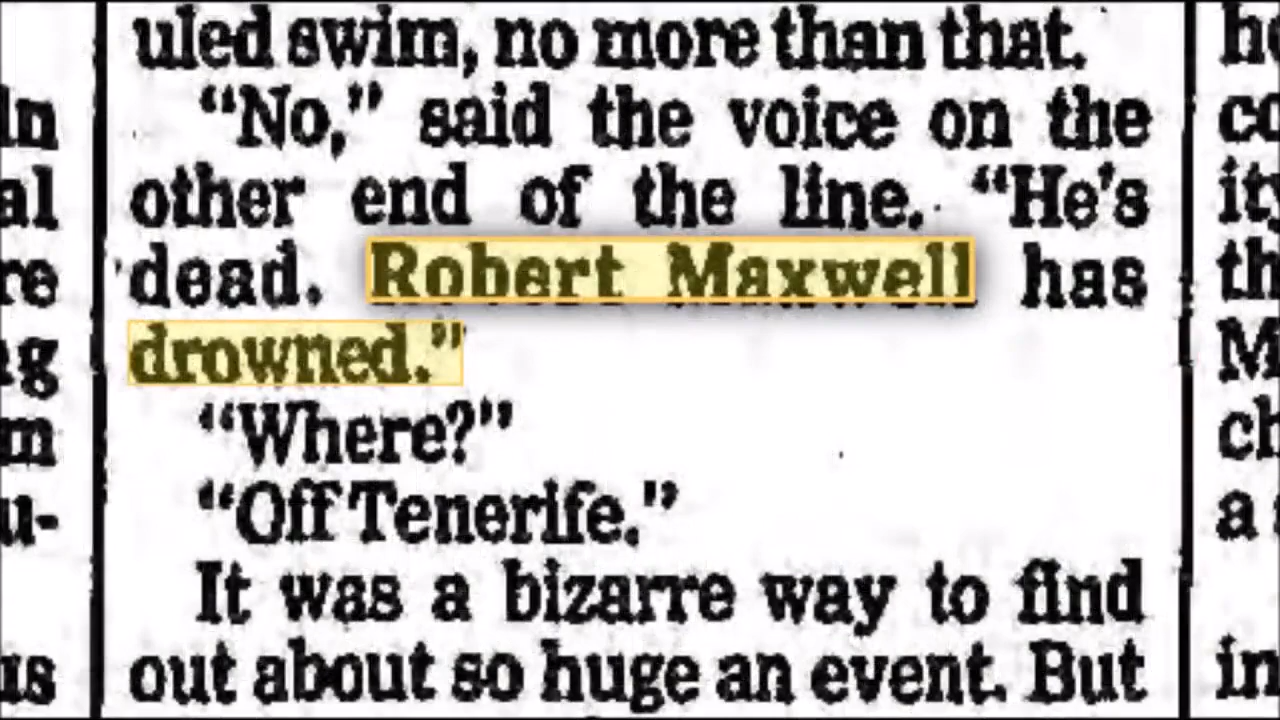 uled swim, no more than that.
"No," said the voice on the
other end of the line. "He's
dead. Robert Maxwell has
drowned."
"Where?"
"Off Tenerife."
It was a bizarre way to find
out about so huge an event. But